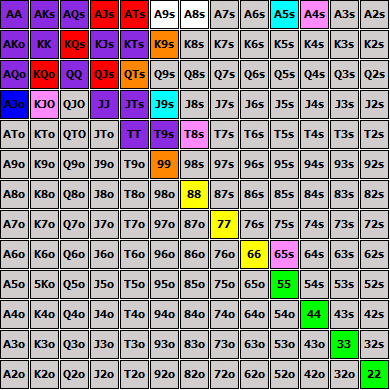 AA AKs AQs AJs ATs A9s A8s A7s A6s A5s A4s A3s A2s
AKo KK KQs KJs KTs K9s K8s K7s K6s K5s K4s K3s K2s
AQo KQo QQ QJs QTs Q9s Q8s Q7s Q6s Q5s Q4s Q3s Q2s
AJo KJO QJO JJ JTs J9s J8s J7s J6s J5s J4s J3s J2s
ATo KTo QTO JTo TT T9s T8s T7s T6s T5s T4s T3s T2s
A9o K9o Q9o J9o T9o 99 98s 97s 96s 95s 94s 93s 92s
A8o K8o Q8o J8o T8o 98o 88 87s 86s 85s 84s 83s 82s
A7o K7o Q7o J7o T7o 97o 87o 77 76s 75s 74s 73s 72s
A6o K6o Q6o J6o T6o 96o 86o 76o 66 65s 64s 63s 62s
A5o 5Ko Q5o J5o T5o 95o 85o 75o 65o 55 54s 53s 52s
A4o K4o Q4o J4o T4o 94o 84o 74o 64o 54o 44 43s 42s
A3o K3o Q3o J3o T3o 93o 83o 73o 63o 53o 43o 33 32s
A2o K2o Q2o J2o T2o 92o 82o 72o 62o 52o 42o 32o 22